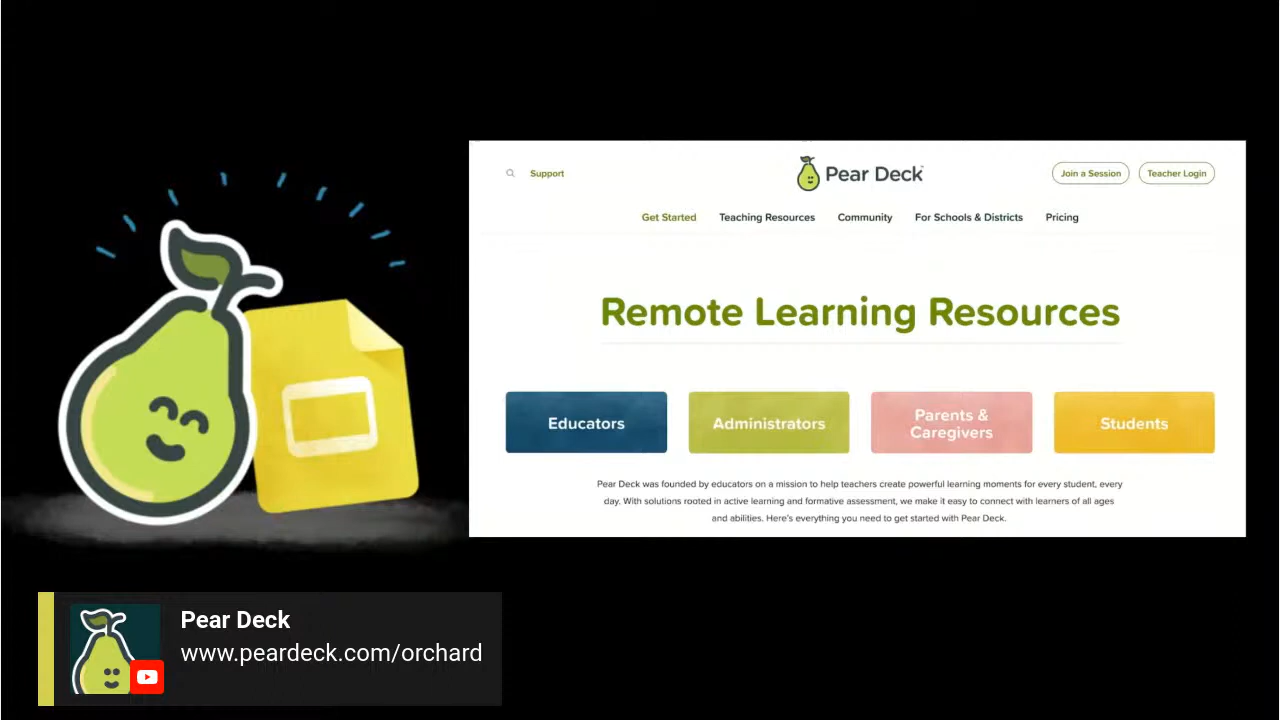 Support
Pear Deck™
Join a Session
Teacher Login
Get Started
Teaching Resources
Community
For Schools & Districts
Pricing
Remote Learning Resources
Educators
Administrators
Parents &
Caregivers
Students
Pear Deck was founded by educators on a mission to help teachers create powerful learning moments for every student, every
day. With solutions rooted in active learning and formative assessment, we make it easy to connect with learners of all ages
and abilities. Here's everything you need to get started with Pear Deck.
Pear Deck
www.peardeck.com/orchard